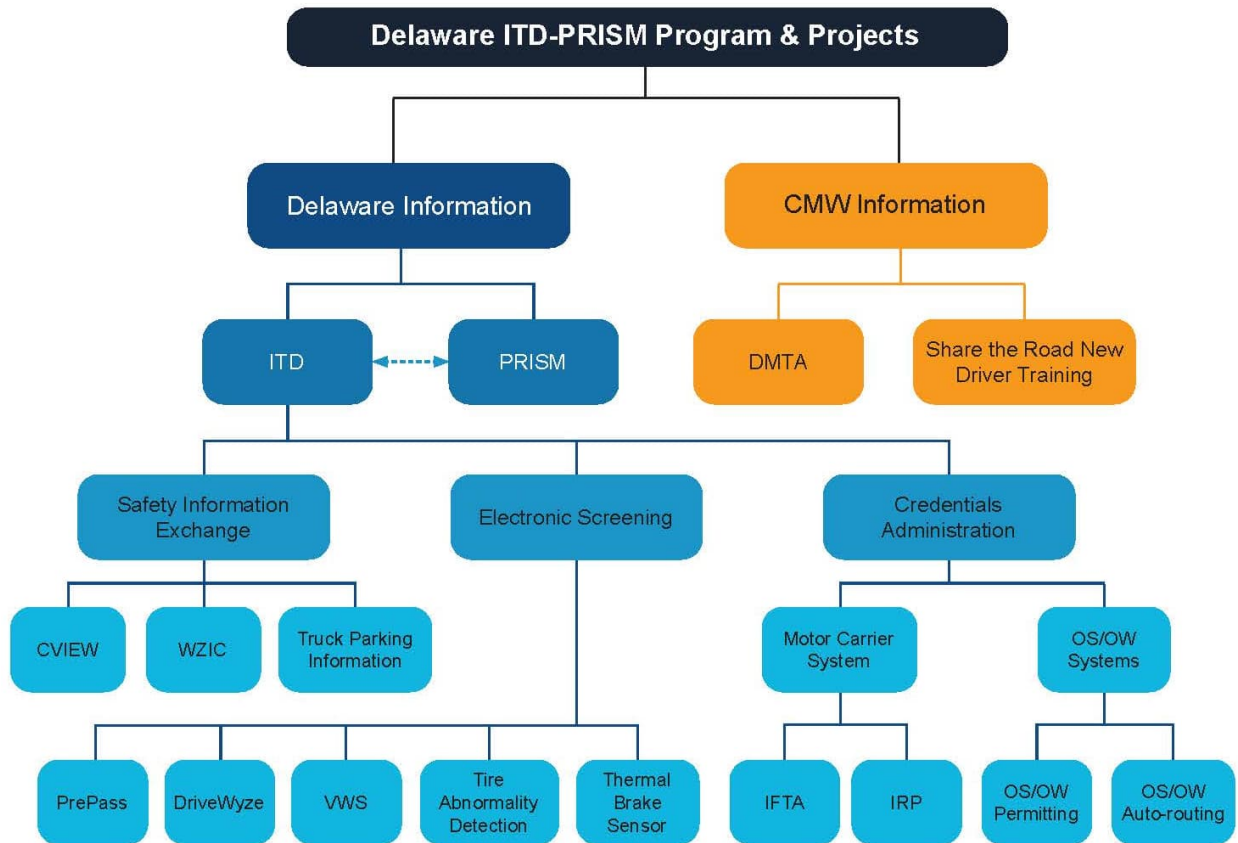 Delaware ITD-PRISM Program & Projects
Delaware Information
CMW Information
ITD
PRISM
DMTA
Share the Road New
Driver Training
Safety Information
Exchange
Electronic Screening
Credentials
Administration
CVIEW
WZIC
Truck Parking
Information
Motor Carrier
System
OS/OW
Systems
PrePass
DriveWyze
VWS
Tire
Abnormality
Detection
Thermal
Brake
Sensor
IFTA
IRP
OS/OW
Permitting
OS/OW
Auto-routing